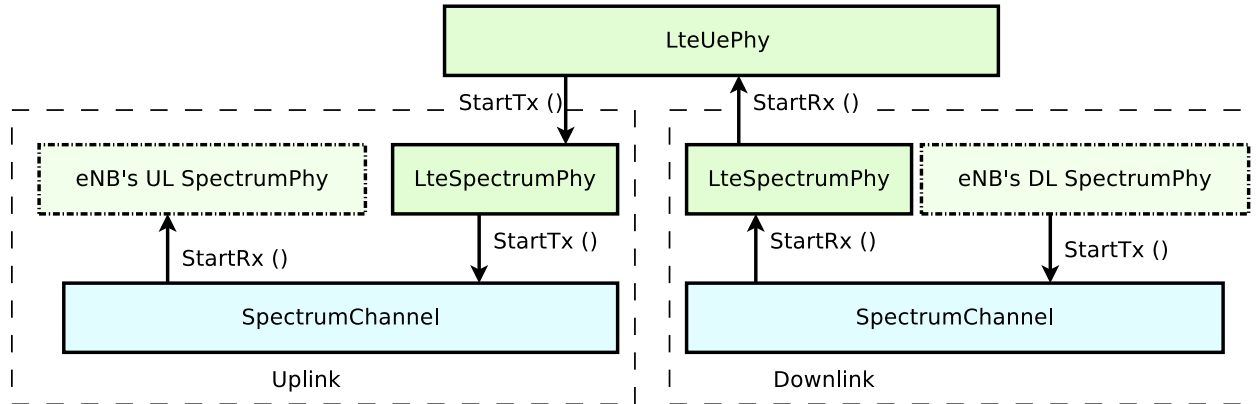 LteUePhy
StartTx ()
StartRx ()
eNB's UL SpectrumPhy
LteSpectrumPhy
LteSpectrumPhy
eNB's DL SpectrumPhy
StartRx ()
StartTx ()
StartRx ()
StartTx ()
SpectrumChannel
SpectrumChannel
Uplink
Downlink